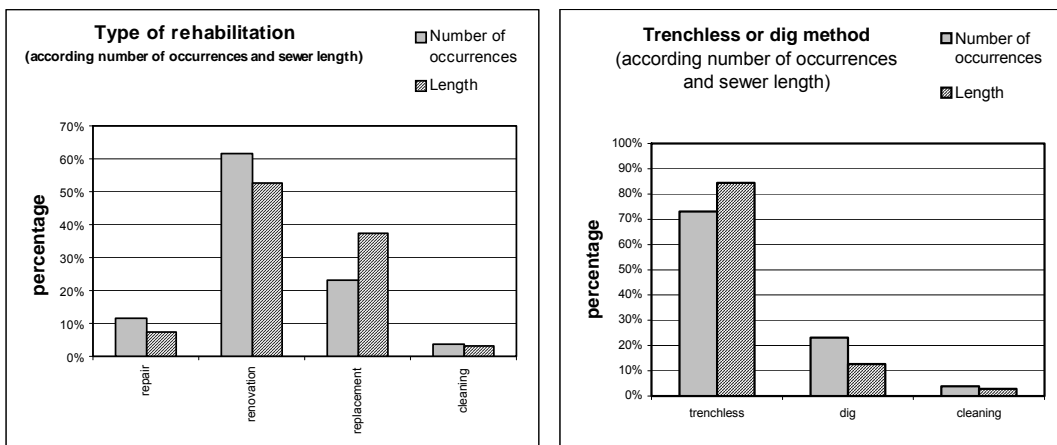 Type of rehabilitation
(according number of occurrences and sewer length)
Number of
occurrences
Length
percentage
70%
60%
50%
40%
30%
20%
10%
0%
repair
renovation
replacement
cleaning
Trenchless or dig method
(according number of occurrences
and sewer length)
Number of
occurrences
Length
percentage
100%
90%
80%
70%
60%
50%
40%
30%
20%
10%
0%
trenchless
dig
cleaning